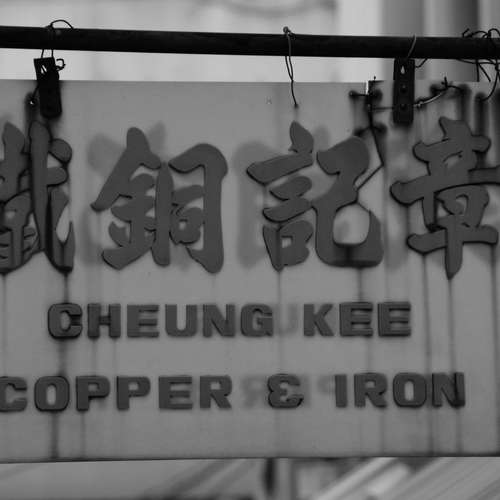 章記銅鐵
CHEUNG KEE
COPPER & IRON